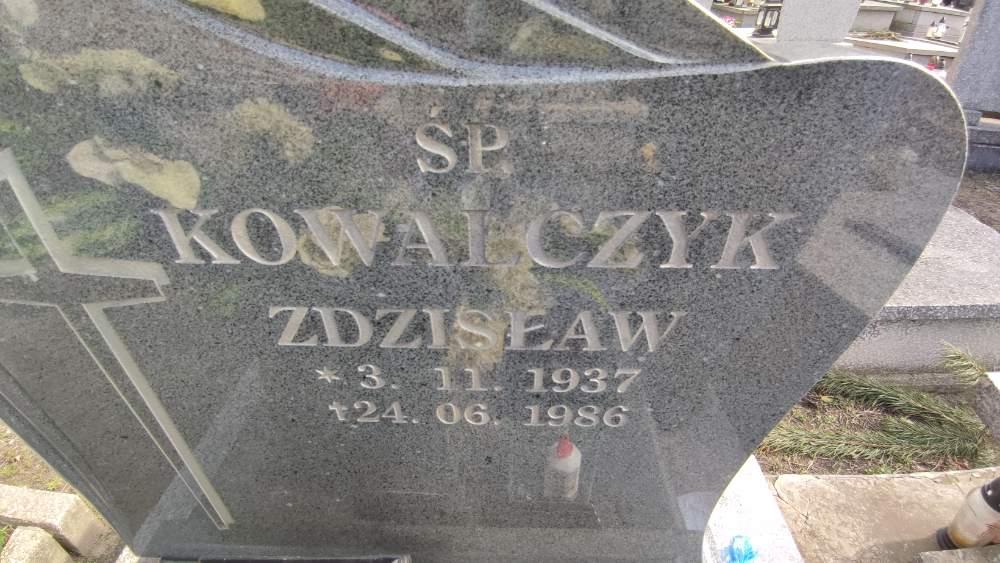 ŚP.
KOWALCZYK
ZDZISŁAW
* 3. 11. 1937
† 24. 06. 1986